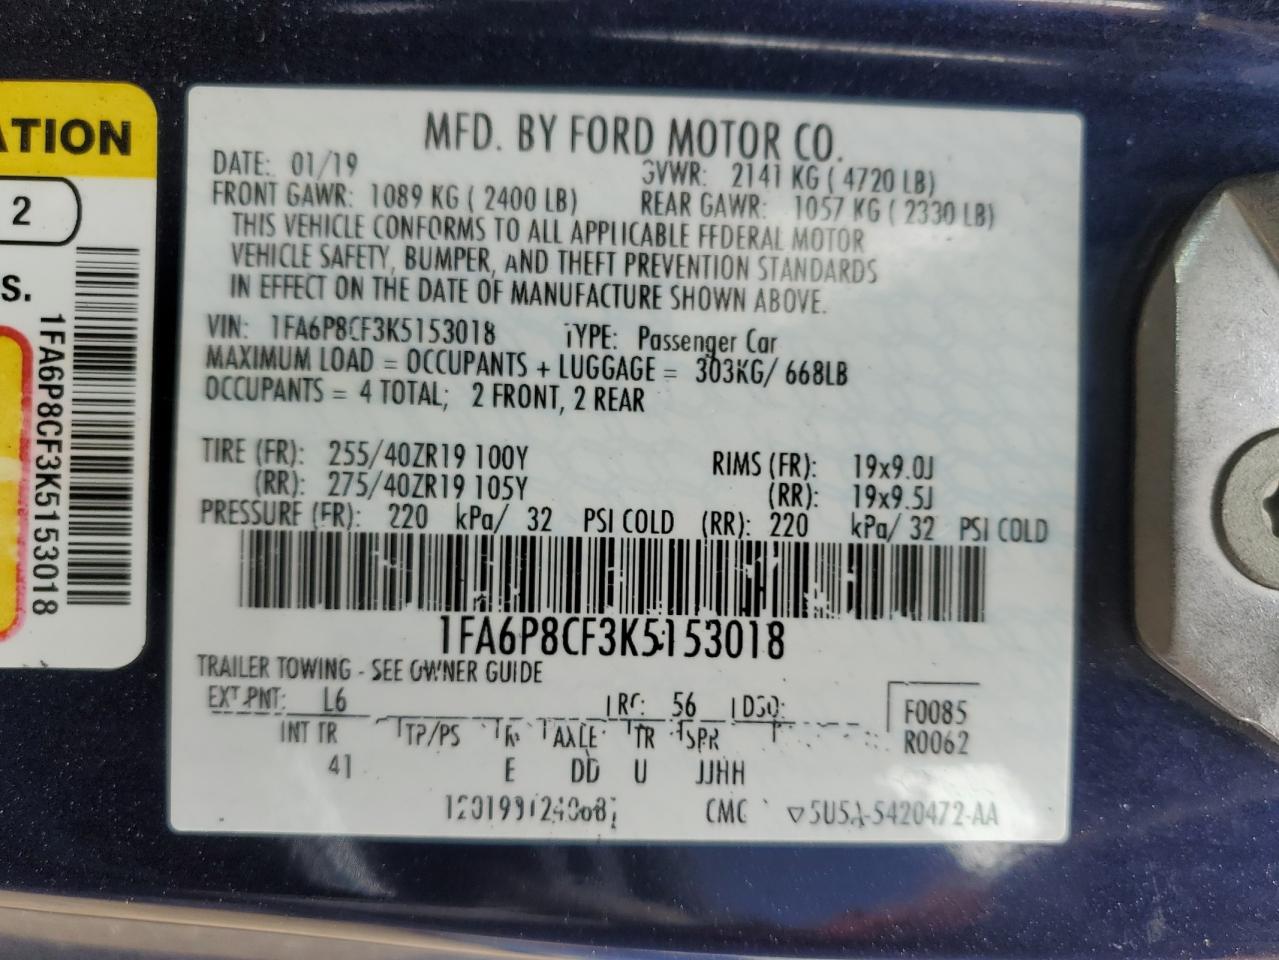 ATION
2
S.
1FA6P8CF3K5153018
MFD. BY FORD MOTOR CO.
DATE: 01/19 GVWR: 2141 KG ( 4720 LB)
FRONT GAWR: 1089 KG ( 2400 LB) REAR GAWR: 1057 KG ( 2330 LB)
THIS VEHICLE CONFORMS TO ALL APPLICABLE FEDERAL MOTOR
VEHICLE SAFETY, BUMPER, AND THEFT PREVENTION STANDARDS
IN EFFECT ON THE DATE OF MANUFACTURE SHOWN ABOVE.
VIN: 1FA6P8CF3K5153018 TYPE: Passenger Car
MAXIMUM LOAD = OCCUPANTS + LUGGAGE = 303KG/ 668LB
OCCUPANTS = 4 TOTAL; 2 FRONT, 2 REAR
TIRE (FR): 255/40ZR19 100Y RIMS (FR): 19x9.0J
(RR): 275/40ZR19 105Y (RR): 19x9.5J
PRESSURE (FR): 220 kPa/ 32 PSI COLD (RR): 220 kPa/ 32 PSI COLD
1FA6P8CF3K5153018
TRAILER TOWING - SEE OWNER GUIDE
EXT PNT: L6 RC: 56 DSO:
F0085
R0062
INT TR TP/PS R AXLE TR SPR
41 E DD U JJHH
CMC ▽5U5A-5420472-AA